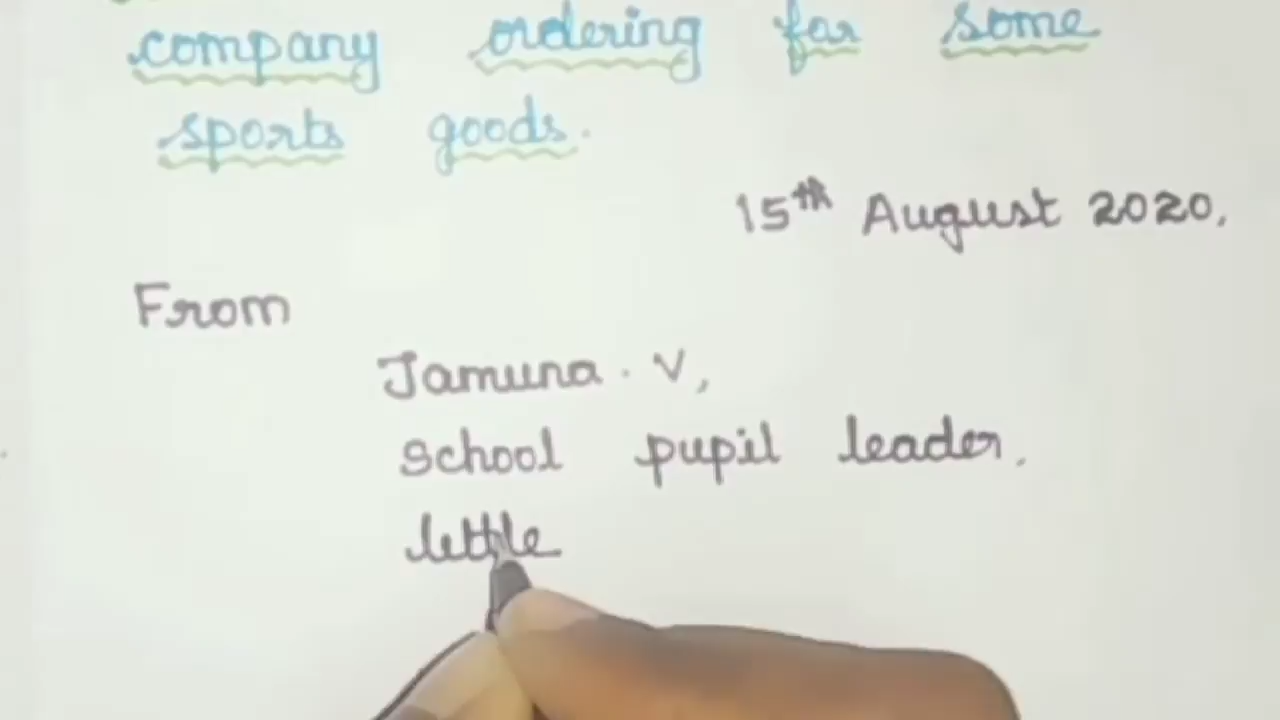 company ordering for some
sports goods.
15th August 2020.
From
Jamuna. V,
School pupil leader.
little